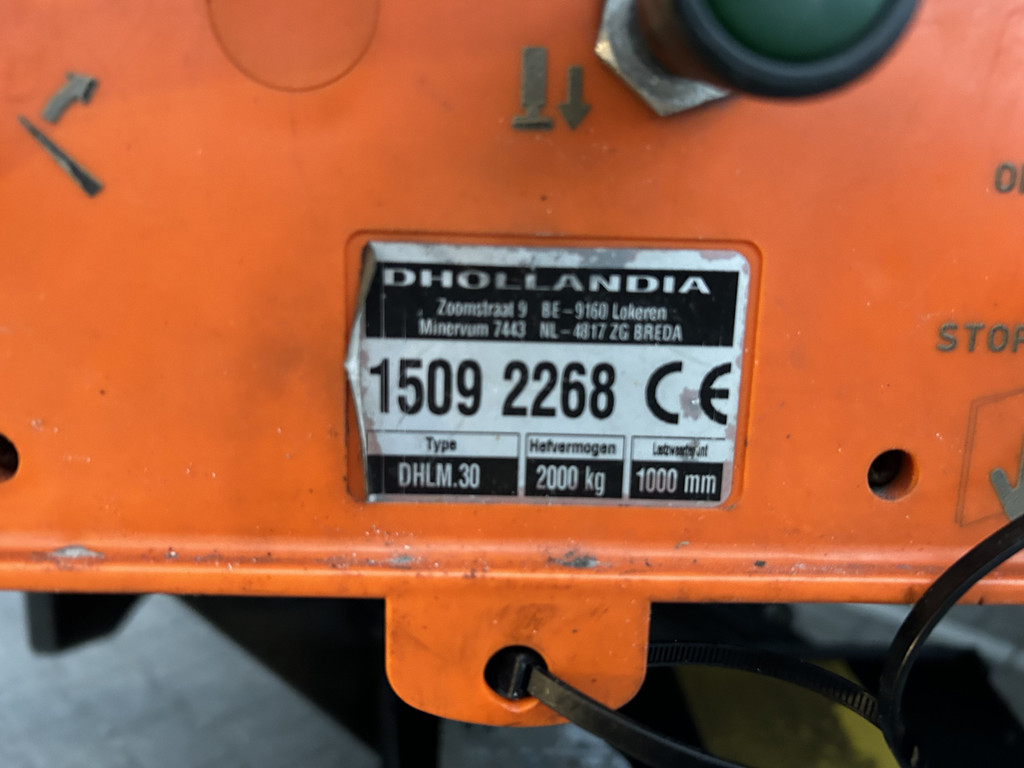 DHOLLANDIA
Zoomstraat 9 BE-9160 Lokeren
Minervum 7443 NL-4817 ZG BREDA
1509 2268 CE
Type Hefvermogen
DHLM.30 2000 kg 1000 mm
STOP